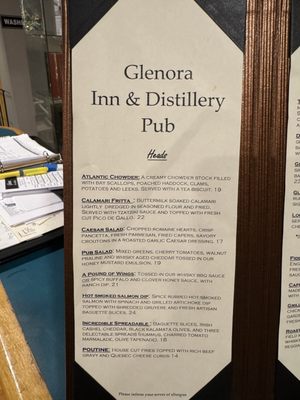 WASH
Glenora
Inn & Distillery
Pub
Heads
Atlantic Chowder: A creamy chowder stock filled
with bay scallops, poached haddock, clams,
potatoes and leeks. Served with a tea biscuit. 19
Calamari Fritta: Buttermilk soaked calamari
lightly dredged in seasoned flour and fried.
Served with tzatziki sauce and topped with fresh
cut pico de gallo. 22
Caesar Salad: Chopped romaine hearts, crisp
pancetta, fresh parmesan, fried capers, savory
croutons in a roasted garlic caesar dressing. 17
Pub Salad: Mixed greens, cherry tomatoes, walnut
praline and whisky aged cheddar tossed in our
honey mustard emulsion. 19
A Pound of Wings: Tossed in our whisky BBQ sauce
or spicy buffalo and clover honey sauce, with
ranch dip. 21
Hot smoked salmon dip. Spice rubbed hot smoked
salmon with spinach and grilled artichoke dip
topped with shredded gruyere and fresh artisan
baguette slices. 24
Incredible Spreadable: Baguette slices, Irish
cashel cheddar, black kalamata olives, and three
delectable spreads (hummus, charred tomato
marmalade, olive tapenade). 18
Poutine: House cut fries topped with rich beef
gravy and Quebec cheese curds 14
Please inform your server of allergies